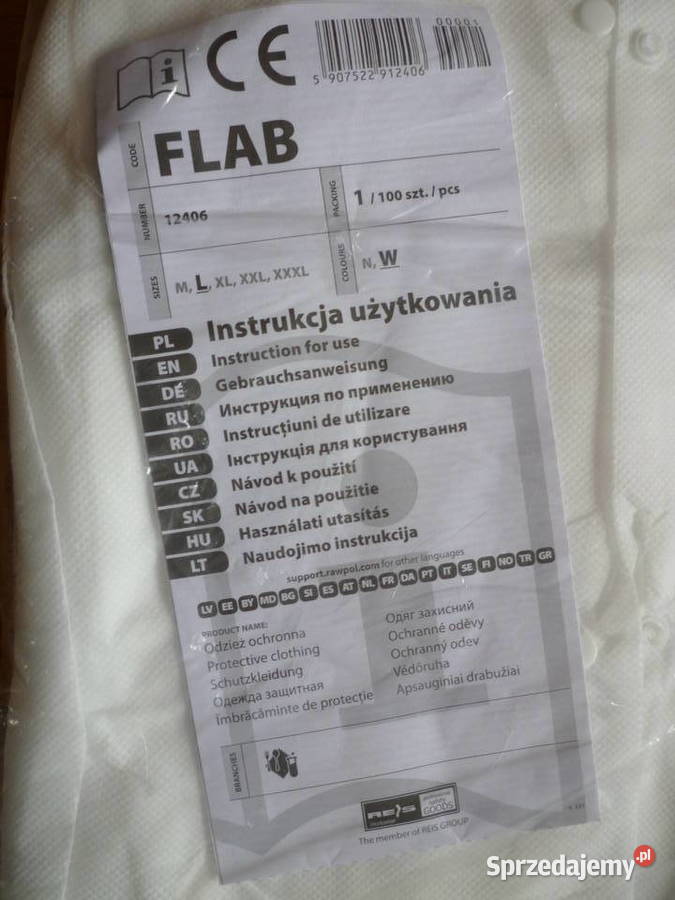 CE
5 907522 912406
00001
CODE
FLAB
NUMBER
12406
PACKING
1 / 100 szt. / pcs
SIZES
M, L, XL, XXL, XXXL
COLOURS
N, W
PL Instrukcja użytkowania
EN Instruction for use
DE Gebrauchsanweisung
RU Инструкция по применению
RO Instrucțiuni de utilizare
UA Інструкція для користування
CZ Návod k použití
SK Návod na použitie
HU Használati utasítás
LT Naudojimo instrukcija
support.rawpol.com for other languages
LV EE BY MD BG SI ES AT NL FR DA PT IT SE FI NO TR GR
PRODUCT NAME:
Odzież ochronna
Protective clothing
Schutzkleidung
Одежда защитная
Îmbrăcăminte de protecție
Одяг захисний
Ochranné oděvy
Ochranný odev
Védőruha
Apsauginiai drabužiai
BRANCHES
REIS
GOODS
The member of REIS GROUP
Sprzedajemy.pl